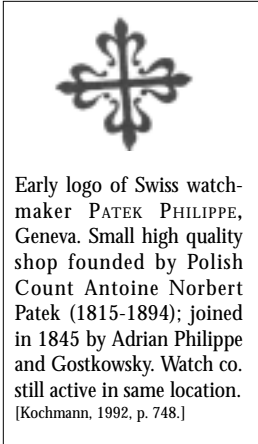 Early logo of Swiss watch-
maker PATEK PHILIPPE,
Geneva. Small high quality
shop founded by Polish
Count Antoine Norbert
Patek (1815-1894); joined
in 1845 by Adrian Philippe
and Gostkowsky. Watch co.
still active in same location.
[Kochmann, 1992, p. 748.]